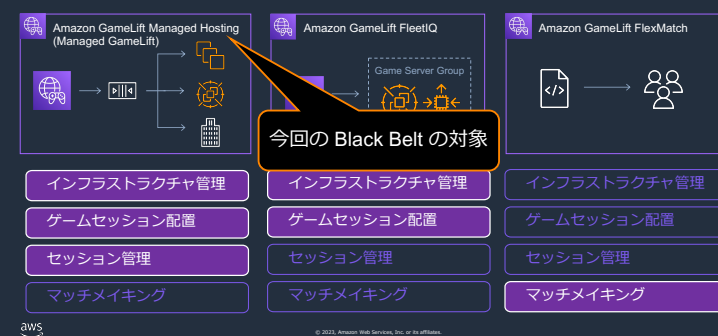 Amazon GameLift Managed Hosting
(Managed GameLift)
Amazon GameLift FleetIQ
Amazon GameLift FlexMatch
Game Server Group
</>
今回の Black Belt の対象
インフラストラクチャ管理
ゲームセッション配置
セッション管理
マッチメイキング
インフラストラクチャ管理
ゲームセッション配置
セッション管理
マッチメイキング
インフラストラクチャ管理
ゲームセッション配置
セッション管理
マッチメイキング
aws
© 2023, Amazon Web Services, Inc. or its affiliates.